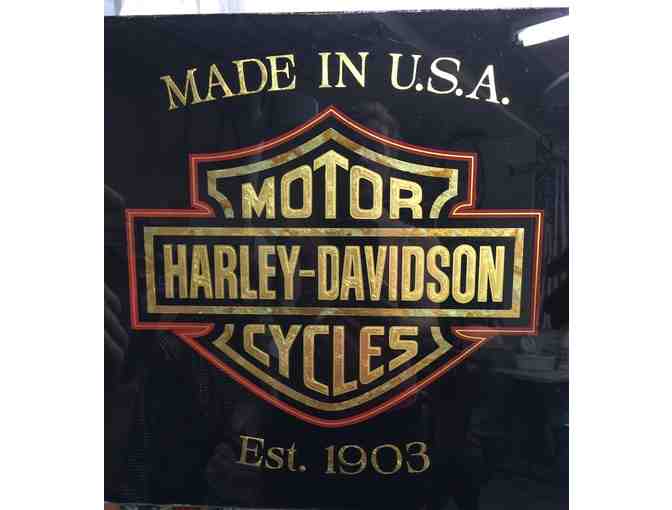 MADE IN U.S.A.
MOTOR
HARLEY-DAVIDSON
CYCLES
Est. 1903